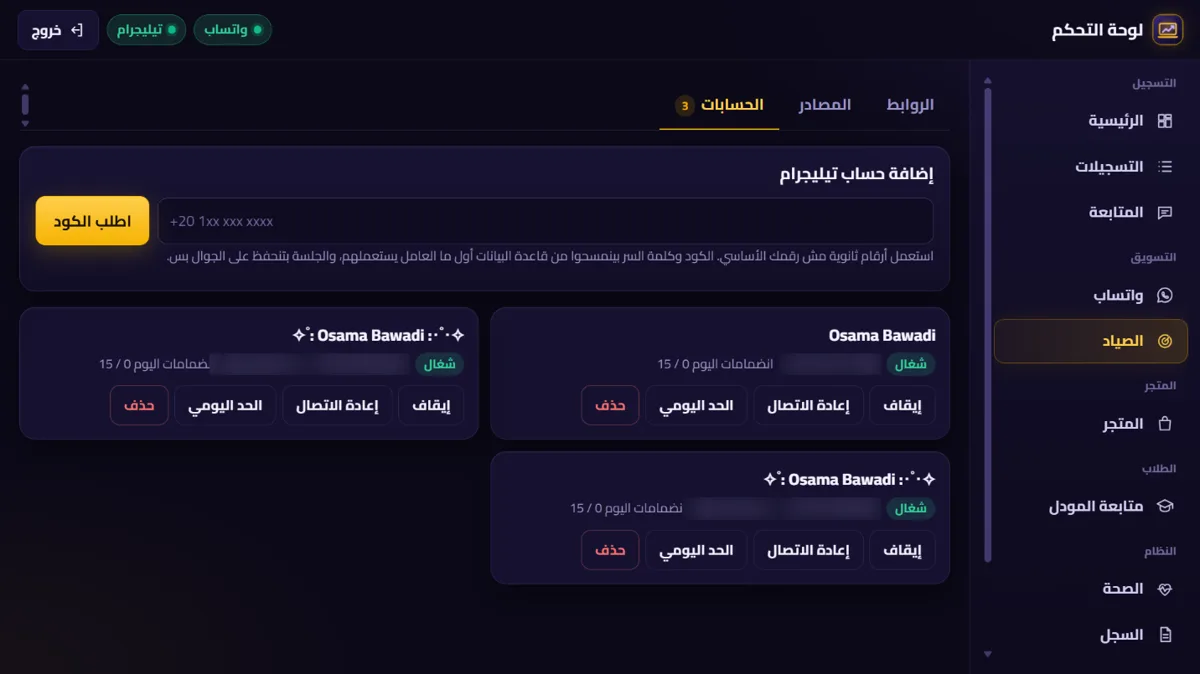 لوحة التحكم
واتساب
تيليجرام
خروج
التسجيل
الرئيسية
التسجيلات
المتابعة
التسويق
واتساب
الصياد
المتجر
المتجر
الطلاب
متابعة المودل
النظام
الصحة
السجل
الروابط
المصادر
الحسابات 3
إضافة حساب تيليجرام
+20 1xx xxx xxxx
اطلب الكود
استعمل أرقام ثانوية مش رقمك الأساسي. الكود وكلمة السر بينمسحوا من قاعدة البيانات أول ما العامل يستعملهم، والجلسة بتنحفظ على الجوال بس.
Osama Bawadi
شغال
انضمامات اليوم 0 / 15
إيقاف
إعادة الاتصال
الحد اليومي
حذف
✧˚: Osama Bawadi :·˚·✧
شغال
نضمامات اليوم 0 / 15
إيقاف
إعادة الاتصال
الحد اليومي
حذف
✧˚: Osama Bawadi :·˚·✧
شغال
نضمامات اليوم 0 / 15
إيقاف
إعادة الاتصال
الحد اليومي
حذف